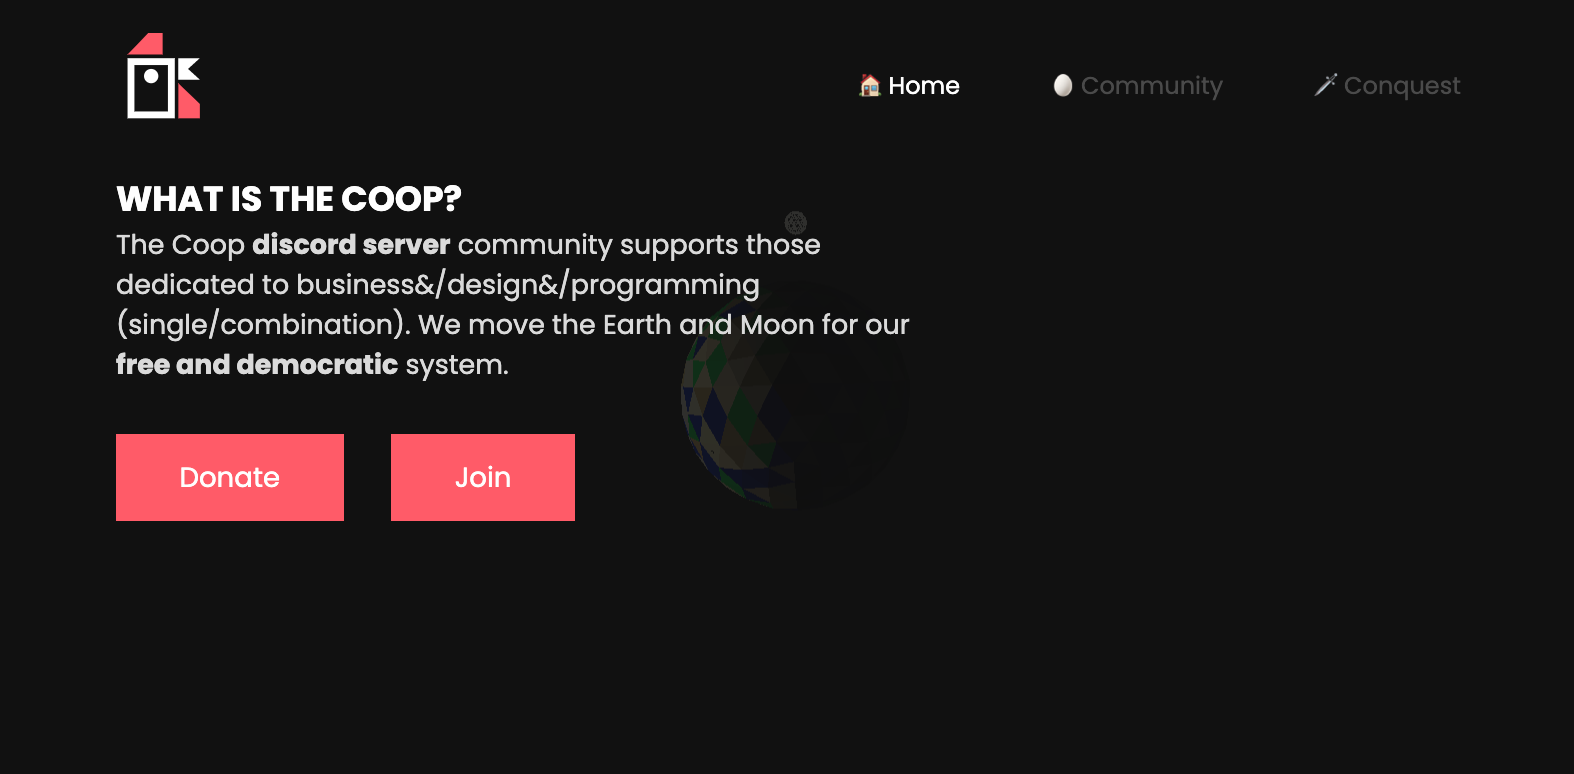 Home
Community
Conquest
WHAT IS THE COOP?
The Coop discord server community supports those
dedicated to business&/design&/programming
(single/combination). We move the Earth and Moon for our
free and democratic system.
Donate
Join